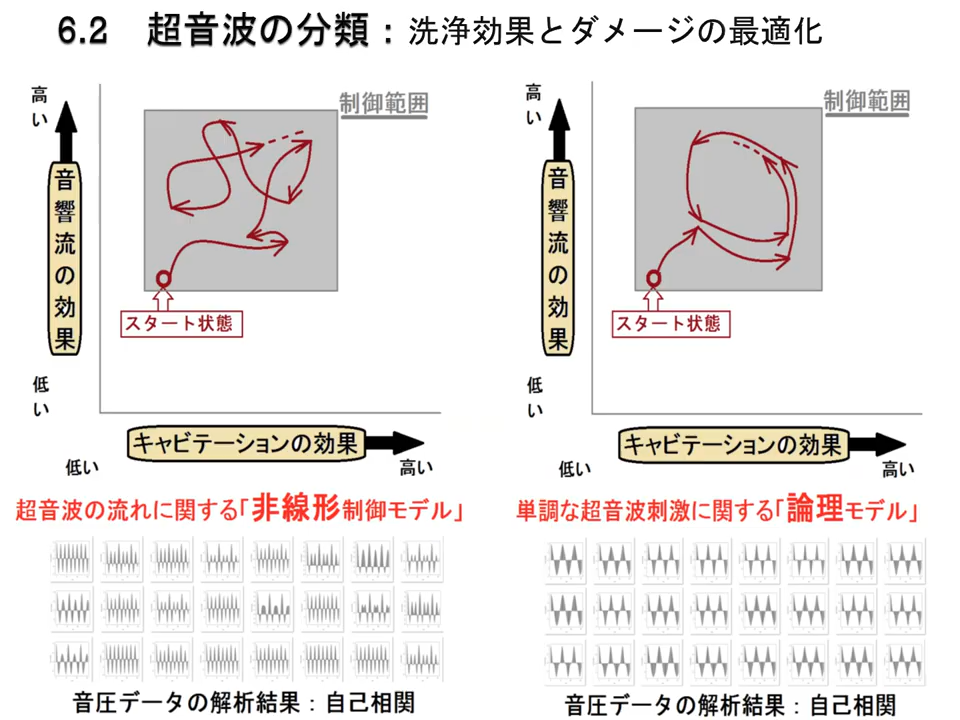 6.2 超音波の分類：洗浄効果とダメージの最適化
高い
音響流の効果
低い
制御範囲
スタート状態
キャビテーションの効果
低い
高い
超音波の流れに関する「非線形制御モデル」
音圧データの解析結果：自己相関
高い
音響流の効果
低い
制御範囲
スタート状態
キャビテーションの効果
低い
高い
単調な超音波刺激に関する「論理モデル」
音圧データの解析結果：自己相関